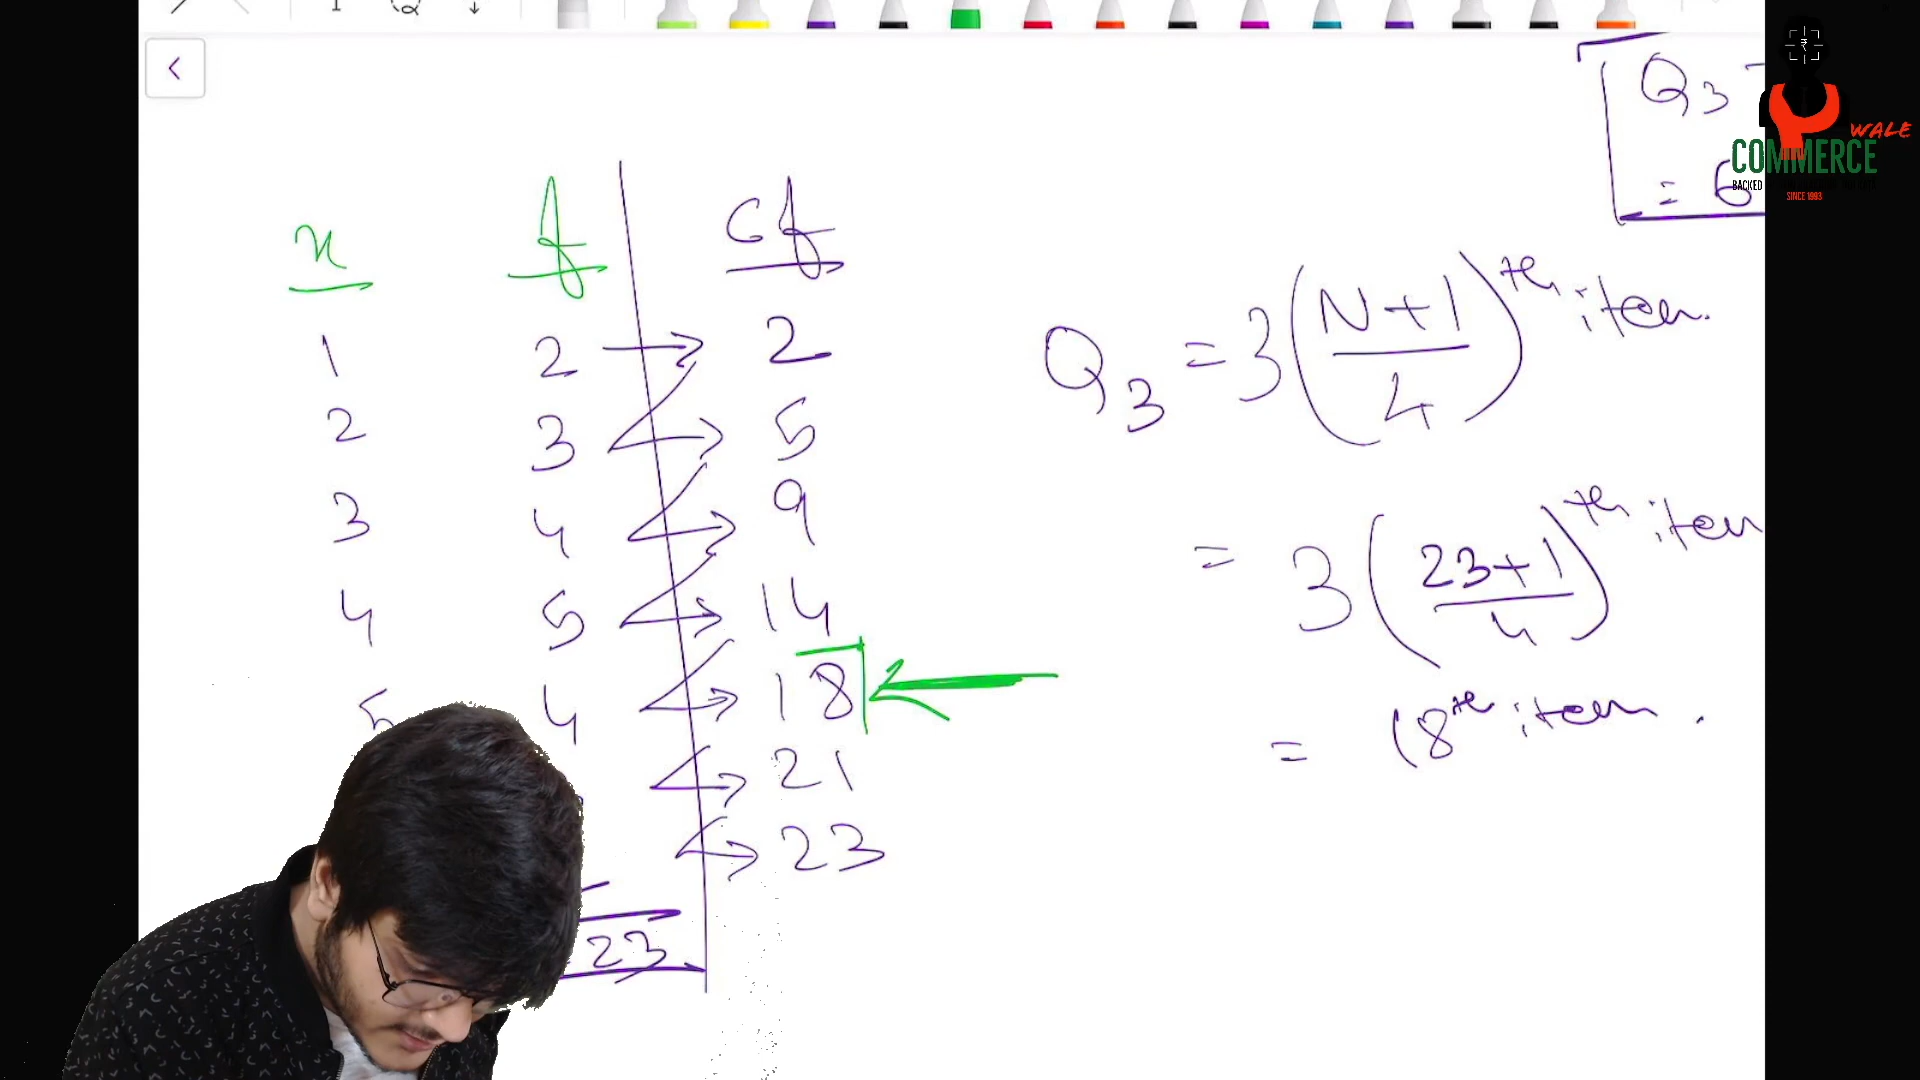 Q3
= 6
WALE
COMMERCE
SINCE 1993
x f cf
1 2 2
2 3 5
3 4 9
4 5 14
5 4 18
21
23
23
Q3 = 3(N+1/4)th item.
= 3(23+1/4)th item
= 18th item.